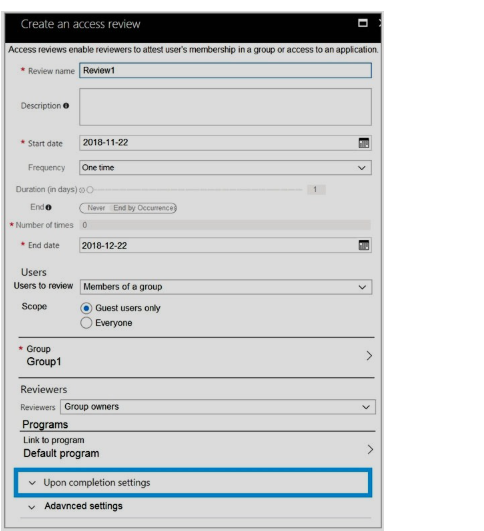 Create an access review
Access reviews enable reviewers to attest user's membership in a group or access to an application.
* Review name Review1
Description
* Start date 2018-11-22
Frequency One time
Duration (in days) 1
End Never End by Occurrence
* Number of times 0
* End date 2018-12-22
Users
Users to review Members of a group
Scope Guest users only
Everyone
* Group
Group1
Reviewers
Reviewers Group owners
Programs
Link to program
Default program
Upon completion settings
Adavnced settings